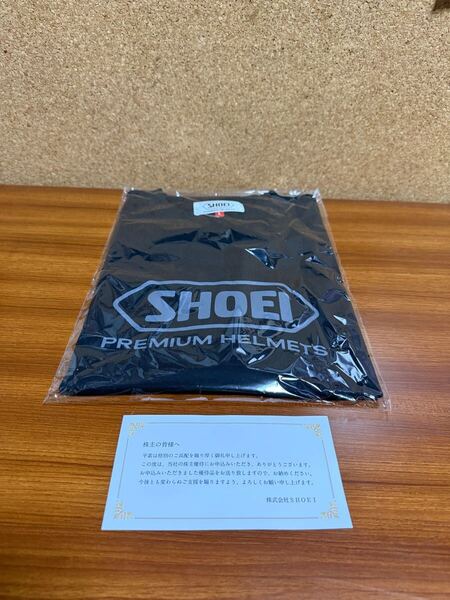 SHOEI
SHOEI
PREMIUM HELMETS
株主の皆様へ
平素は格別のご高配を賜り厚く御礼申し上げます。
この度は、当社の株主優待にお申込みいただき、ありがとうございます。
お申込みいただきました優待品をお送り致しますので、お納めください。
今後とも変わらぬご支援を賜りますよう、よろしくお願い申し上げます。
株式会社ＳＨＯＥＩ